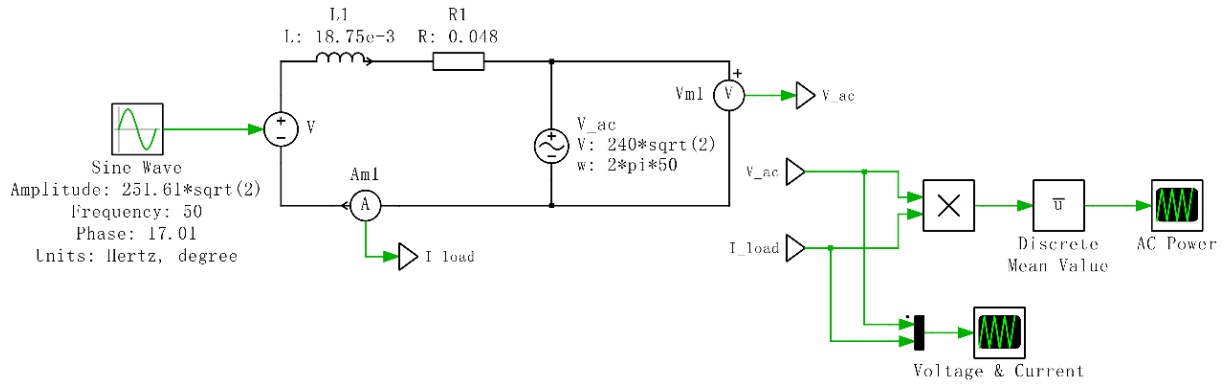 L1
L: 18.75e-3
R1
R: 0.048
+
Vm1
V
V_ac
+
−
V
Sine Wave
Amplitude: 251.61*sqrt(2)
Frequency: 50
Phase: 17.01
Units: Hertz, degree
+
−
V_ac
V: 240*sqrt(2)
w: 2*pi*50
Am1
A
I load
V_ac
I_load
×
u̅
Discrete
Mean Value
AC Power
Voltage & Current